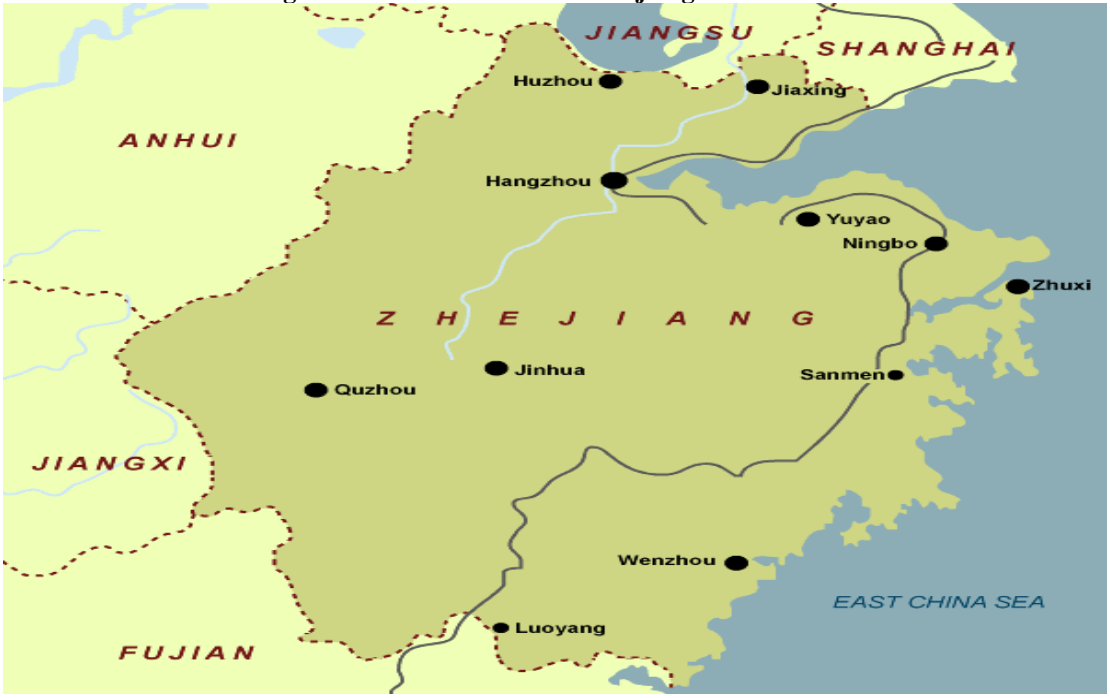 JIANGSU
SHANGHAI
Huzhou
Jiaxing
ANHUI
Hangzhou
Yuyao
Ningbo
Zhuxi
ZHEJIANG
Jinhua
Sanmen
Quzhou
JIANGXI
Wenzhou
EAST CHINA SEA
Luoyang
FUJIAN